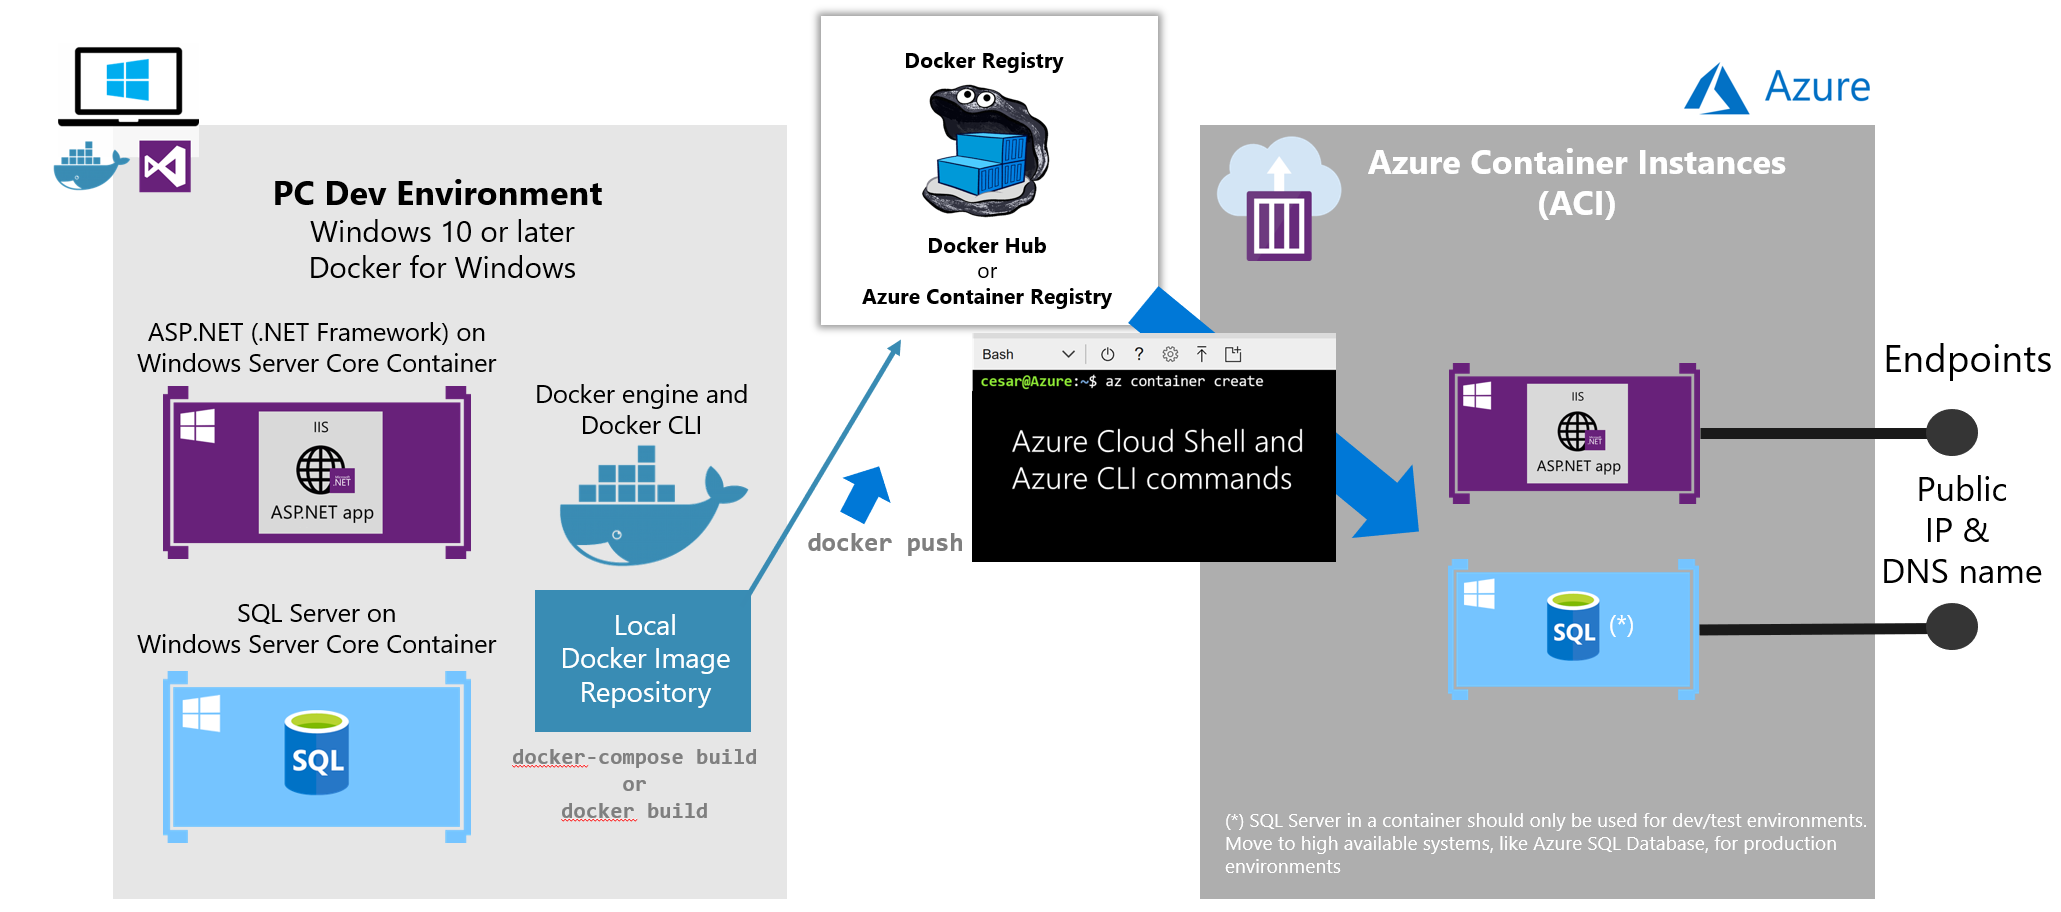 PC Dev Environment
Windows 10 or later
Docker for Windows
ASP.NET (.NET Framework) on
Windows Server Core Container
IIS
.NET
ASP.NET app
SQL Server on
Windows Server Core Container
SQL
Docker engine and
Docker CLI
Local
Docker Image
Repository
docker-compose build
or
docker build
docker push
Docker Registry
Docker Hub
or
Azure Container Registry
Bash
?
cesar@Azure:~$ az container create
Azure Cloud Shell and
Azure CLI commands
Azure
Azure Container Instances
(ACI)
IIS
.NET
ASP.NET app
SQL (*)
(*) SQL Server in a container should only be used for dev/test environments.
Move to high available systems, like Azure SQL Database, for production
environments
Endpoints
Public
IP &
DNS name